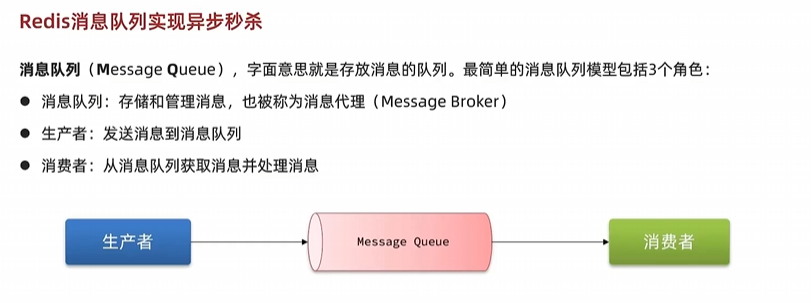 Redis消息队列实现异步秒杀
消息队列（Message Queue），字面意思就是存放消息的队列。最简单的消息队列模型包括3个角色：
● 消息队列：存储和管理消息，也被称为消息代理（Message Broker）
● 生产者：发送消息到消息队列
● 消费者：从消息队列获取消息并处理消息
生产者 Message Queue 消费者